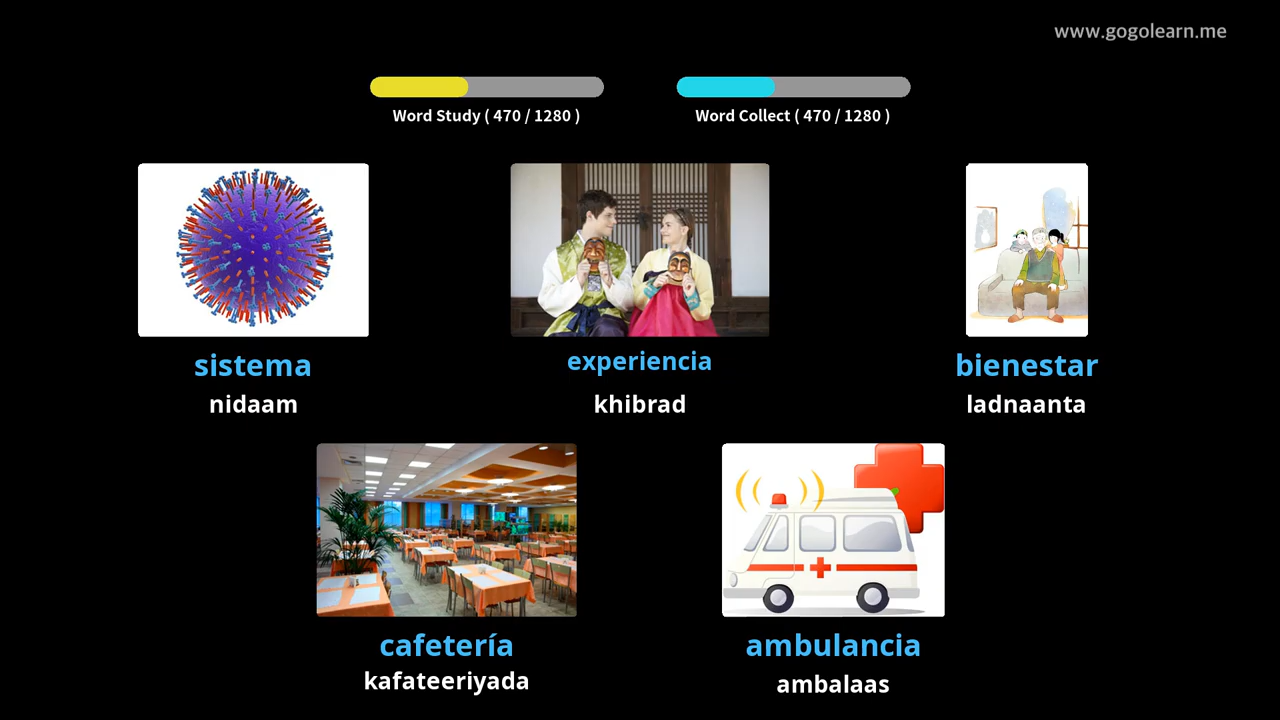 www.gogolearn.me
Word Study ( 470 / 1280 )
Word Collect ( 470 / 1280 )
sistema
nidaam
experiencia
khibrad
bienestar
ladnaanta
cafetería
kafateeriyada
ambulancia
ambalaas